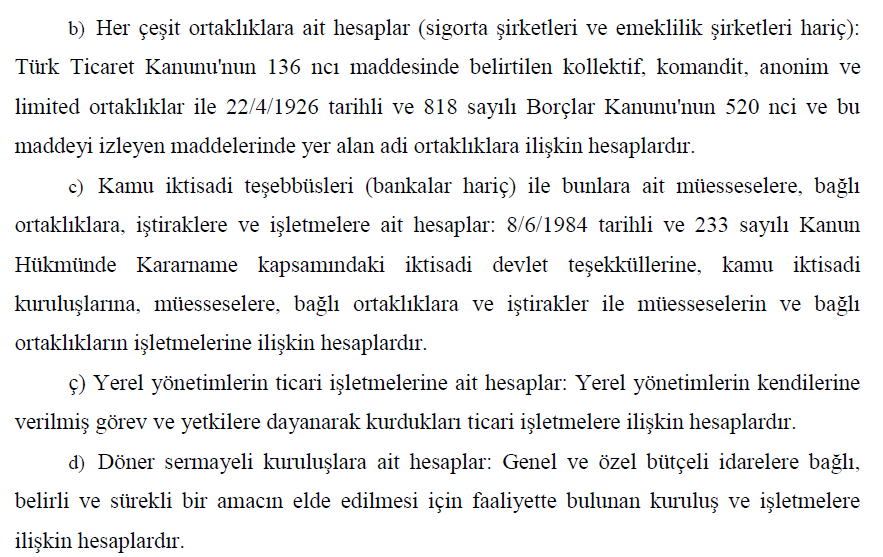 b) Her çeşit ortaklıklara ait hesaplar (sigorta şirketleri ve emeklilik şirketleri hariç):
Türk Ticaret Kanunu'nun 136 ncı maddesinde belirtilen kollektif, komandit, anonim ve
limited ortaklıklar ile 22/4/1926 tarihli ve 818 sayılı Borçlar Kanunu'nun 520 nci ve bu
maddeyi izleyen maddelerinde yer alan adi ortaklıklara ilişkin hesaplardır.
c) Kamu iktisadi teşebbüsleri (bankalar hariç) ile bunlara ait müesseselere, bağlı
ortaklıklara, iştiraklere ve işletmelere ait hesaplar: 8/6/1984 tarihli ve 233 sayılı Kanun
Hükmünde Kararname kapsamındaki iktisadi devlet teşekküllerine, kamu iktisadi
kuruluşlarına, müesseselere, bağlı ortaklıklara ve iştirakler ile müesseselerin ve bağlı
ortaklıkların işletmelerine ilişkin hesaplardır.
ç) Yerel yönetimlerin ticari işletmelerine ait hesaplar: Yerel yönetimlerin kendilerine
verilmiş görev ve yetkilere dayanarak kurdukları ticari işletmelere ilişkin hesaplardır.
d) Döner sermayeli kuruluşlara ait hesaplar: Genel ve özel bütçeli idarelere bağlı,
belirli ve sürekli bir amacın elde edilmesi için faaliyette bulunan kuruluş ve işletmelere
ilişkin hesaplardır.